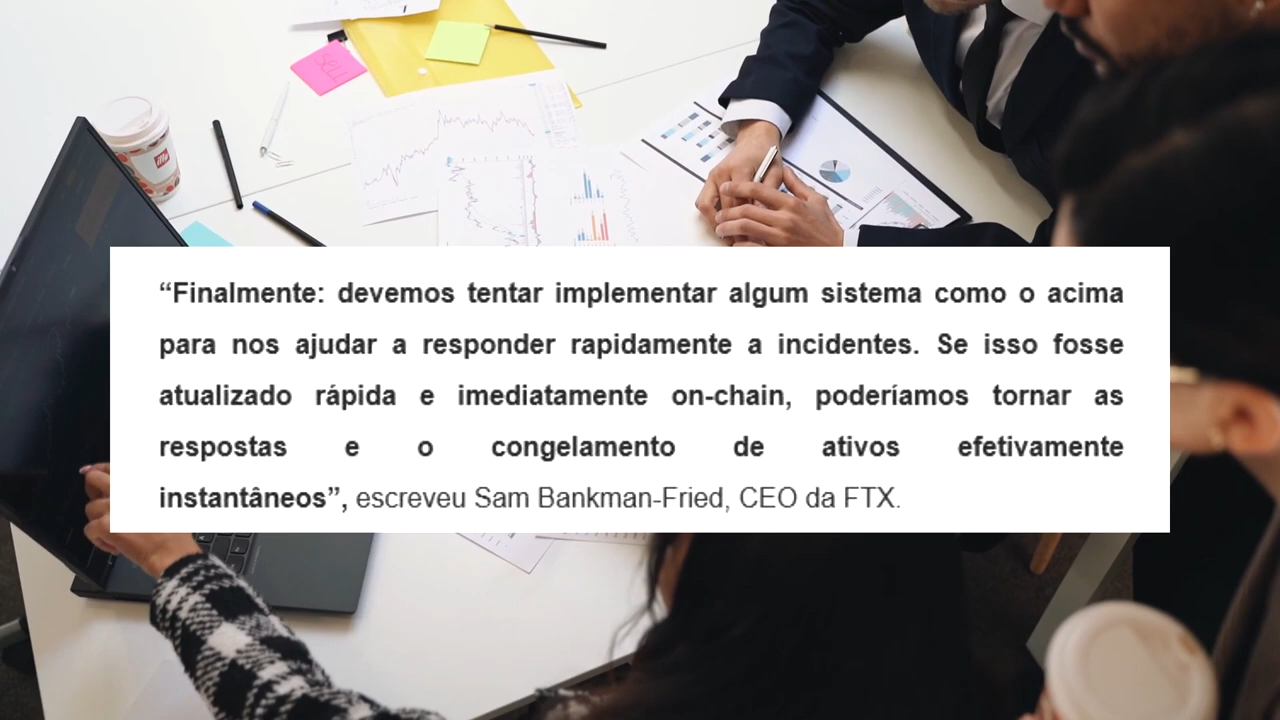 Sell
illy
“Finalmente: devemos tentar implementar algum sistema como o acima
para nos ajudar a responder rapidamente a incidentes. Se isso fosse
atualizado rápida e imediatamente on-chain, poderíamos tornar as
respostas e o congelamento de ativos efetivamente
instantâneos”, escreveu Sam Bankman-Fried, CEO da FTX.